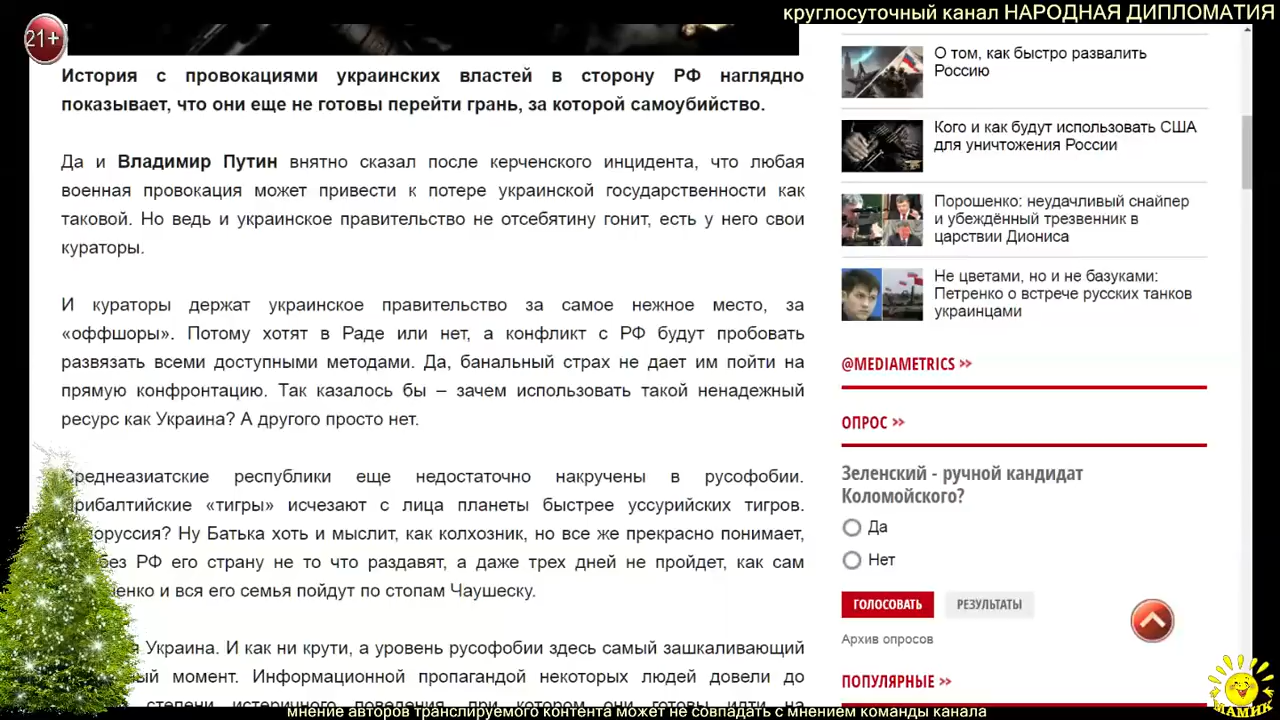 круглосуточный канал НАРОДНАЯ ДИПЛОМАТИЯ
21+
История с провокациями украинских властей в сторону РФ наглядно
показывает, что они еще не готовы перейти грань, за которой самоубийство.
Да и Владимир Путин внятно сказал после керченского инцидента, что любая
военная провокация может привести к потере украинской государственности как
таковой. Но ведь и украинское правительство не отсебятину гонит, есть у него свои
кураторы.
И кураторы держат украинское правительство за самое нежное место, за
«оффшоры». Потому хотят в Раде или нет, а конфликт с РФ будут пробовать
развязать всеми доступными методами. Да, банальный страх не дает им пойти на
прямую конфронтацию. Так казалось бы – зачем использовать такой ненадежный
ресурс как Украина? А другого просто нет.
Среднеазиатские республики еще недостаточно накручены в русофобии.
рибалтийские «тигры» исчезают с лица планеты быстрее уссурийских тигров.
оруссия? Ну Батька хоть и мыслит, как колхозник, но все же прекрасно понимает,
без РФ его страну не то что раздавят, а даже трех дней не пройдет, как сам
енко и вся его семья пойдут по стопам Чаушеску.
Украина. И как ни крути, а уровень русофобии здесь самый зашкаливающий
ый момент. Информационной пропагандой некоторых людей довели до
степени истеричного поведения, при котором они готовы идти на
О том, как быстро развалить
Россию
Кого и как будут использовать США
для уничтожения России
Порошенко: неудачливый снайпер
и убеждённый трезвенник в
царствии Диониса
Не цветами, но и не базуками:
Петренко о встрече русских танков
украинцами
@MEDIAMETRICS >>
ОПРОС >>
Зеленский - ручной кандидат
Коломойского?
Да
Нет
ГОЛОСОВАТЬ РЕЗУЛЬТАТЫ
Архив опросов
ПОПУЛЯРНЫЕ >>
МАМИК
мнение авторов транслируемого контента может не совпадать с мнением команды канала